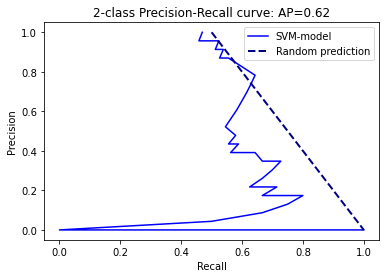 2-class Precision-Recall curve: AP=0.62
SVM-model
Random prediction
Precision
1.0
0.8
0.6
0.4
0.2
0.0
0.0 0.2 0.4 0.6 0.8 1.0
Recall